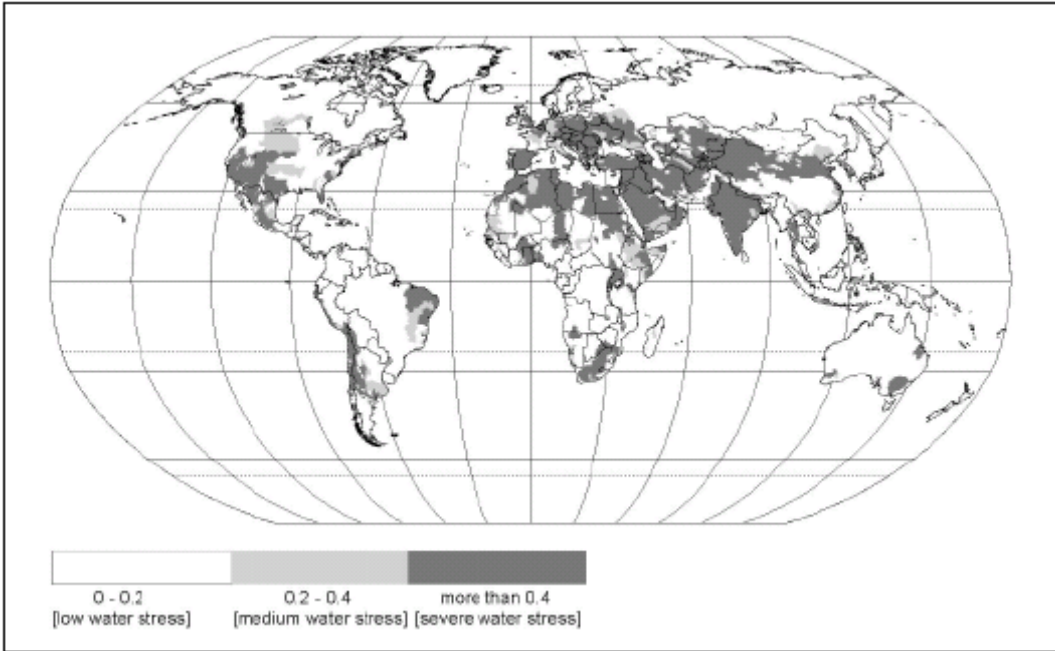 0 - 0.2 0.2 - 0.4 more than 0.4
[low water stress] [medium water stress] [severe water stress]